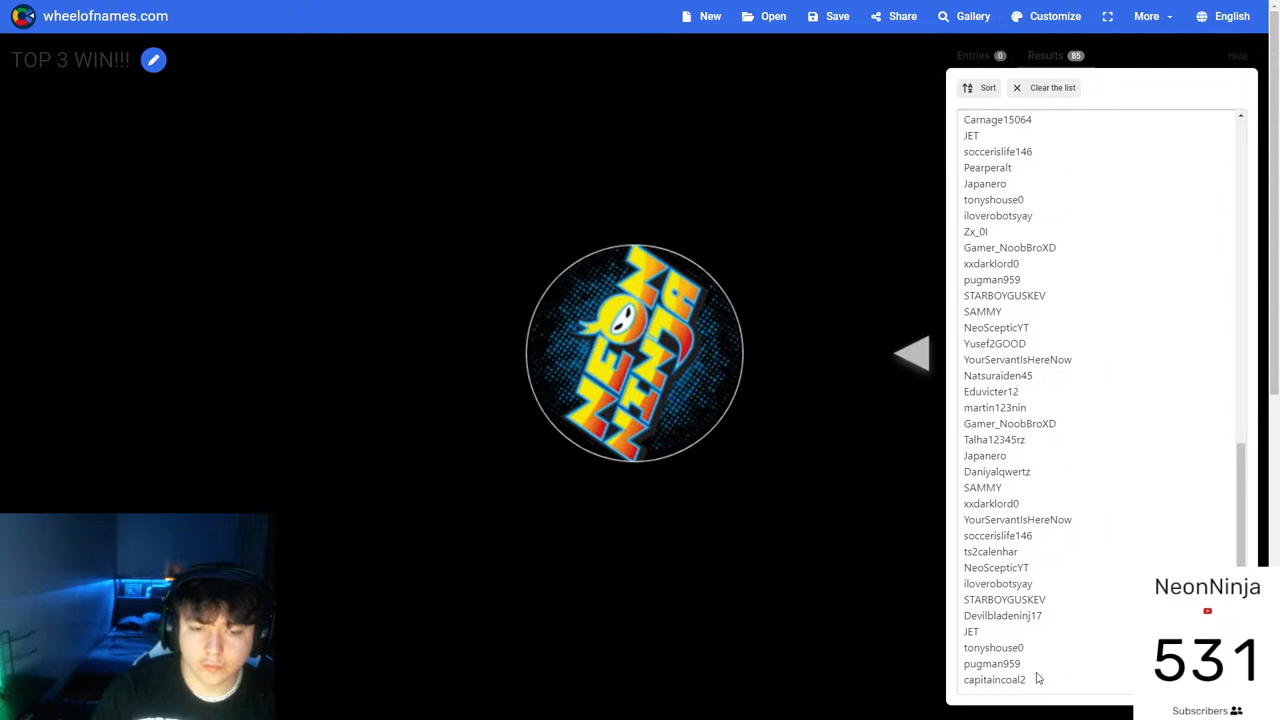 wheelofnames.com
New
Open
Save
Share
Gallery
Customize
More
English
TOP 3 WIN!!!
Entries 0
Results 85
Hide
Sort
Clear the list
Carnage15064
JET
soccerislife146
Pearperalt
Japanero
tonyshouse0
iloverobotsyay
Zx_0I
Gamer_NoobBroXD
xxdarklord0
pugman959
STARBOYGUSKEV
SAMMY
NeoScepticYT
Yusef2GOOD
YourServantIsHereNow
Natsuraiden45
Eduvicter12
martin123nin
Gamer_NoobBroXD
Talha12345rz
Japanero
Daniyalqwertz
SAMMY
xxdarklord0
YourServantIsHereNow
soccerislife146
ts2calenhar
NeoScepticYT
iloverobotsyay
STARBOYGUSKEV
Devilbladeninj17
JET
tonyshouse0
pugman959
capitaincoal2
NEON
NINJA
NeonNinja
531
Subscribers